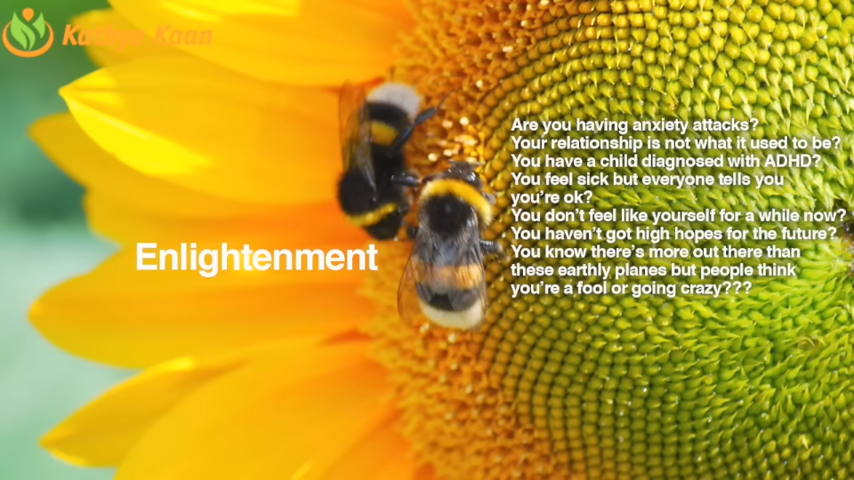 Kaan
Enlightenment
Are you having anxiety attacks?
Your relationship is not what it used to be?
You have a child diagnosed with ADHD?
You feel sick but everyone tells you
you're ok?
You don't feel like yourself for a while now?
You haven't got high hopes for the future?
You know there's more out there than
these earthly planes but people think
you're a fool or going crazy???